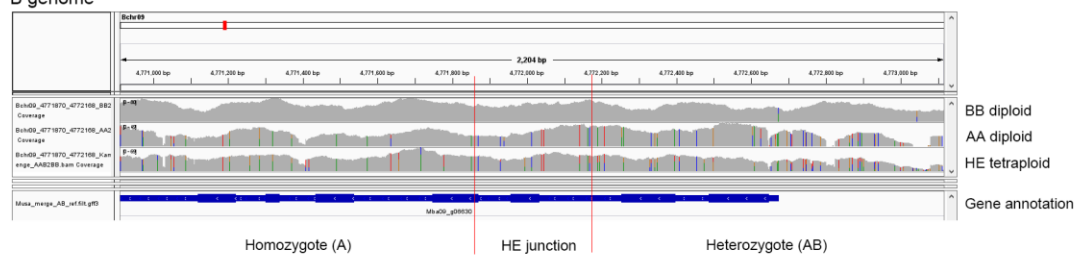 B genome
Bchr09
2,204 bp
4,771,000 bp 4,771,200 bp 4,771,400 bp 4,771,600 bp 4,771,800 bp 4,772,000 bp 4,772,200 bp 4,772,400 bp 4,772,600 bp 4,772,800 bp 4,773,000 bp
Bchr09_4771870_4772168_BB2
Coverage
BB diploid
Bchr09_4771870_4772168_AA2
Coverage
AA diploid
Bchr09_4771870_4772168_Kan
enge_AAB2BB.bam Coverage
HE tetraploid
Musa_merge_AB_ref.filt.gff3
Gene annotation
Homozygote (A) HE junction Heterozygote (AB)